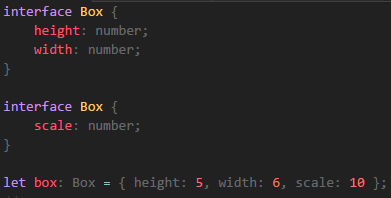 interface Box {
    height: number;
    width: number;
}
interface Box {
    scale: number;
}
let box: Box = { height: 5, width: 6, scale: 10 };